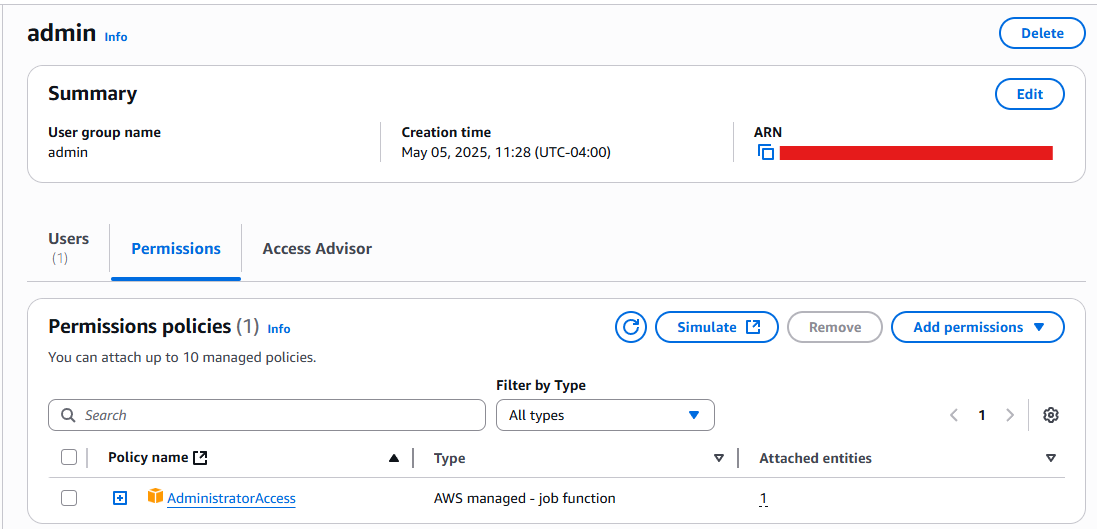 admin Info
Delete
Summary
Edit
User group name
admin
Creation time
May 05, 2025, 11:28 (UTC-04:00)
ARN
Users
(1)
Permissions
Access Advisor
Permissions policies (1) Info
Simulate
Remove
Add permissions
You can attach up to 10 managed policies.
Filter by Type
Search
All types
1
Policy name
Type
Attached entities
AdministratorAccess
AWS managed - job function
1